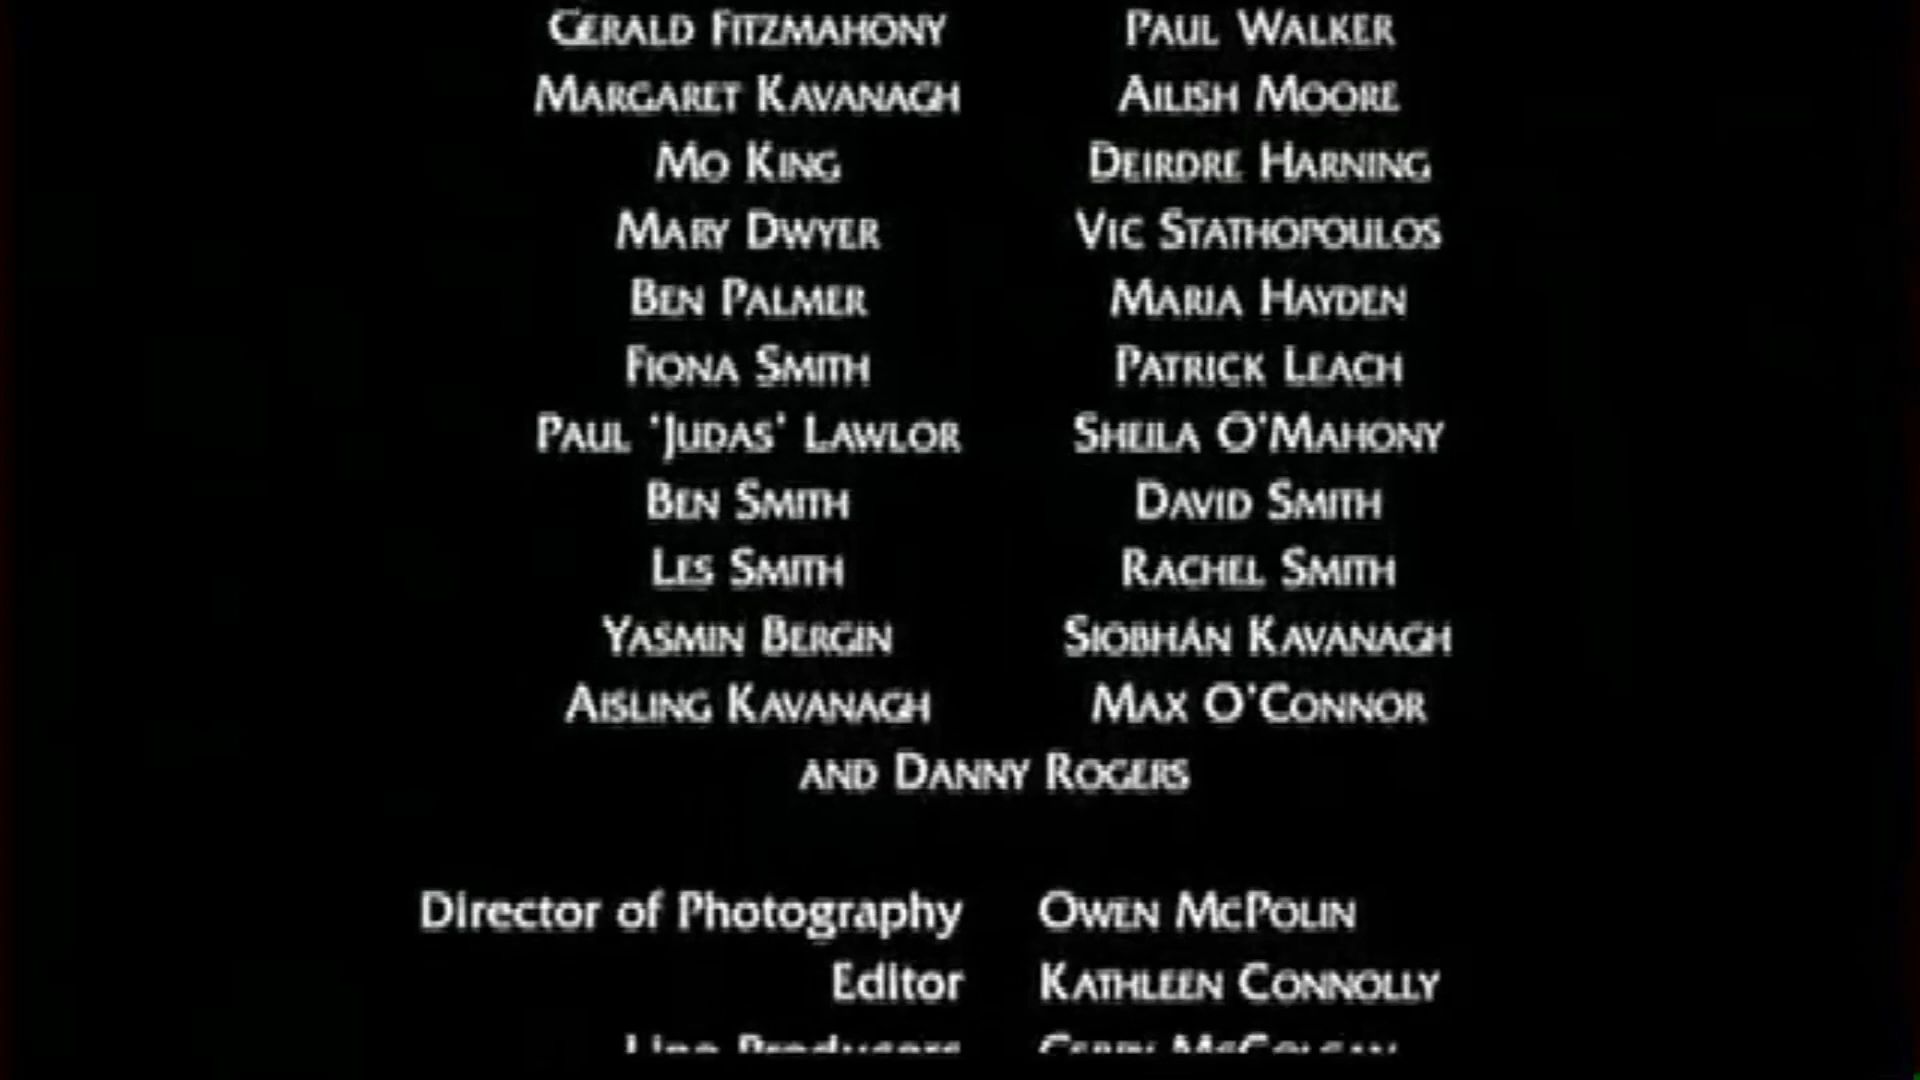 Gerald Fitzmahony Paul Walker
Margaret Kavanagh Ailish Moore
Mo King Deirdre Harning
Mary Dwyer Vic Stathopoulos
Ben Palmer Maria Hayden
Fiona Smith Patrick Leach
Paul 'Judas' Lawlor Sheila O'Mahony
Ben Smith David Smith
Les Smith Rachel Smith
Yasmin Bergin Siobhán Kavanagh
Aisling Kavanagh Max O'Connor
and Danny Rogers
Director of Photography Owen McPolin
Editor Kathleen Connolly
Line Producers